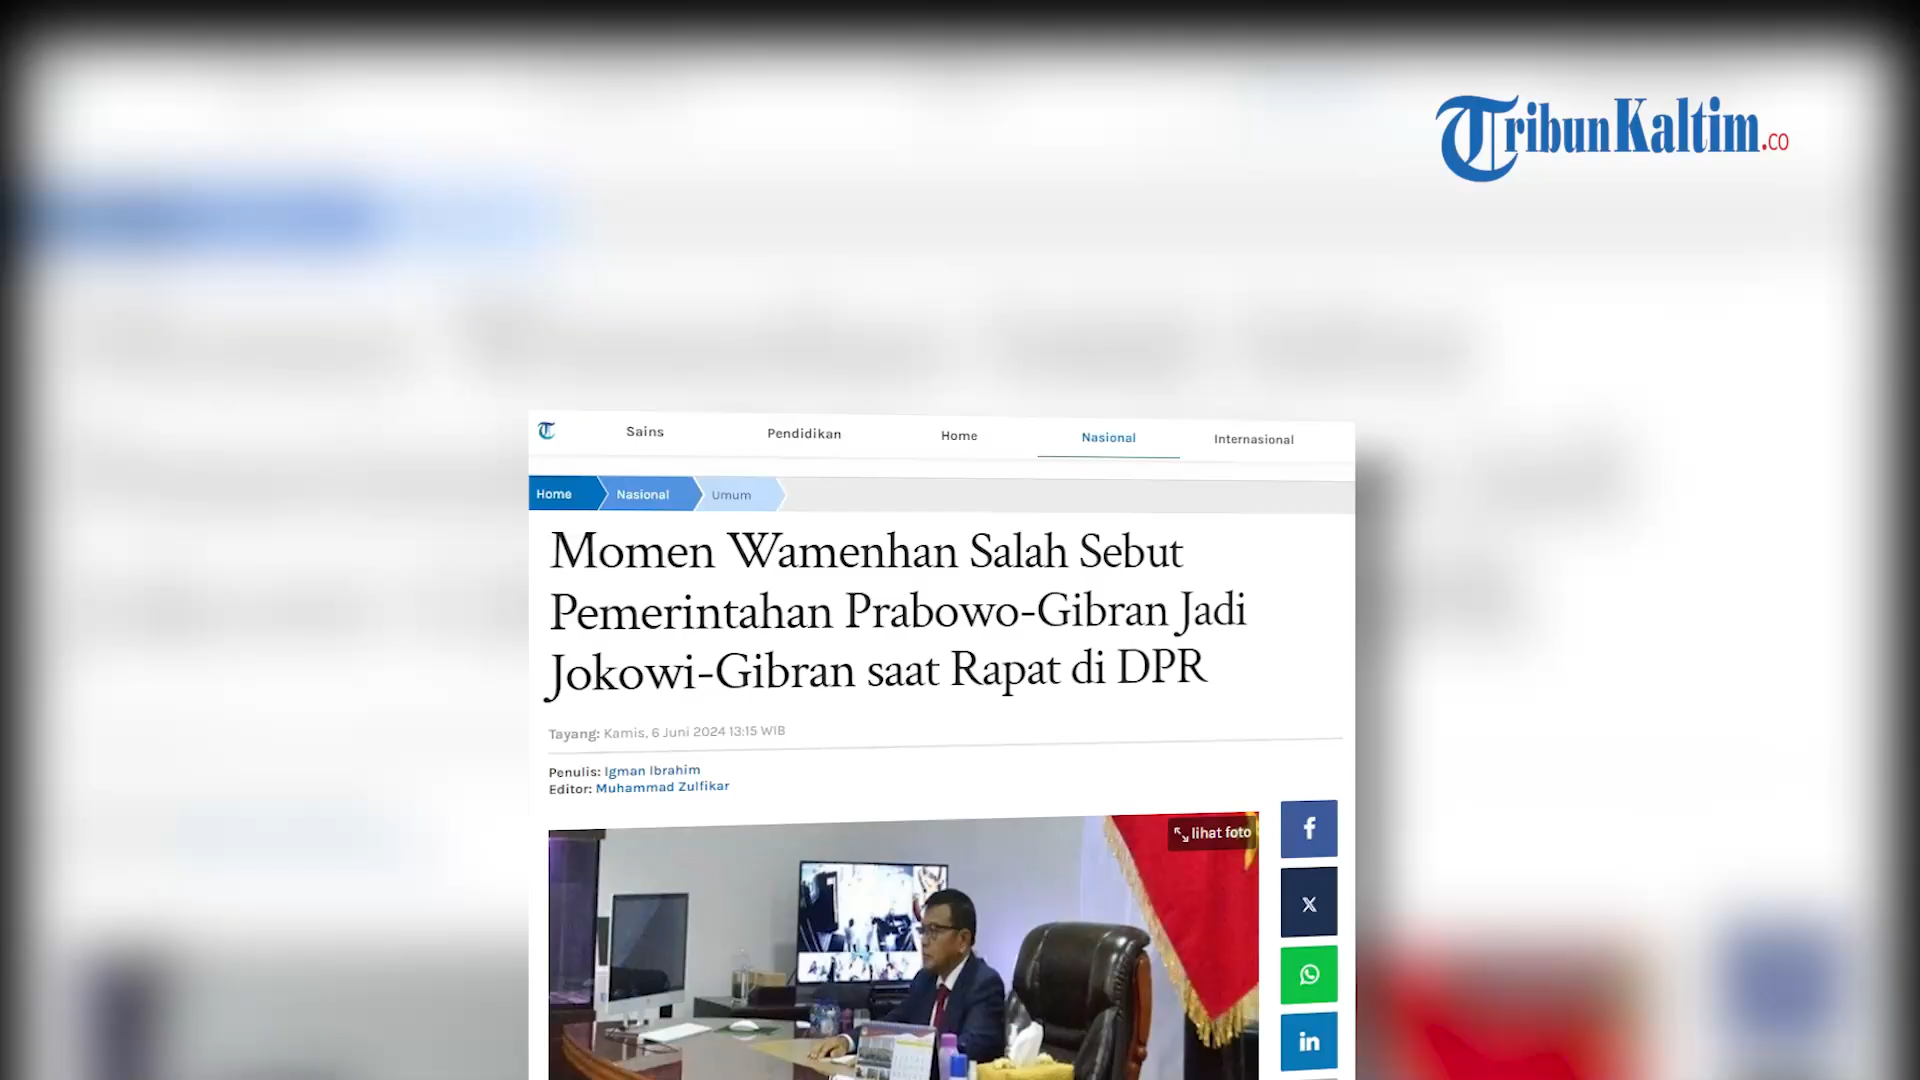 TribunKaltim.co
Sains Pendidikan Home Nasional Internasional
Home Nasional Umum
Momen Wamenhan Salah Sebut
Pemerintahan Prabowo-Gibran Jadi
Jokowi-Gibran saat Rapat di DPR
Tayang: Kamis, 6 Juni 2024 13:15 WIB
Penulis: Igman Ibrahim
Editor: Muhammad Zulfikar
lihat foto